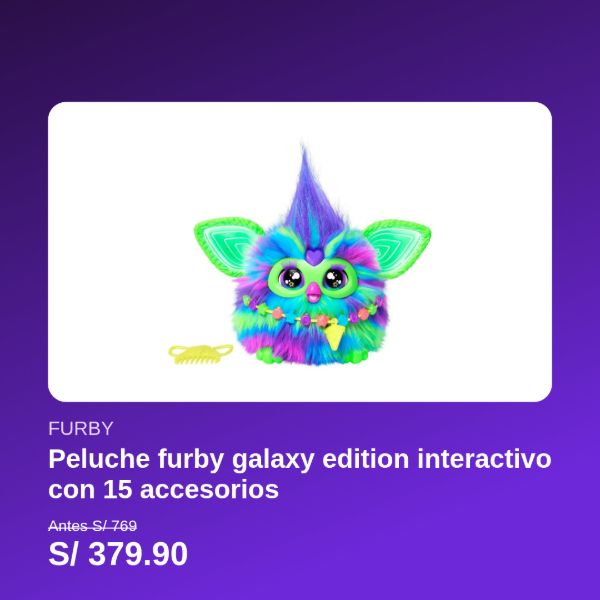 FURBY
Peluche furby galaxy edition interactivo
con 15 accesorios
Antes S/ 769
S/ 379.90